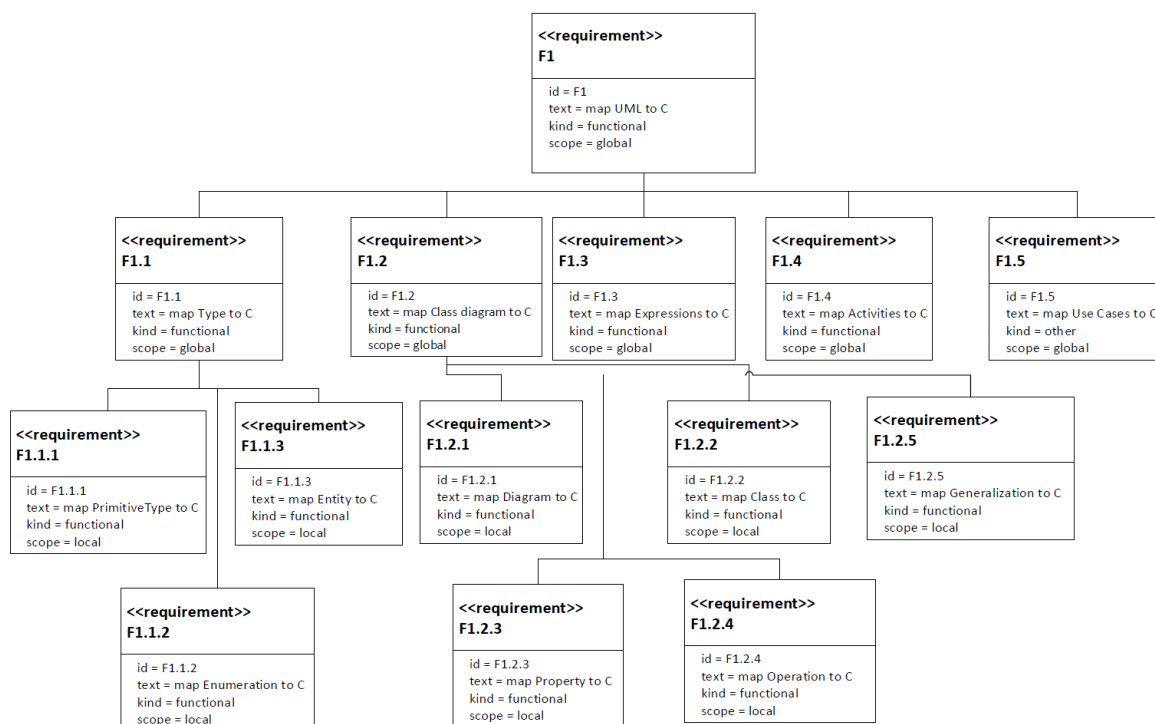 <<requirement>>
F1
id = F1
text = map UML to C
kind = functional
scope = global
<<requirement>>
F1.1
id = F1.1
text = map Type to C
kind = functional
scope = global
<<requirement>>
F1.2
id = F1.2
text = map Class diagram to C
kind = functional
scope = global
<<requirement>>
F1.3
id = F1.3
text = map Expressions to C
kind = functional
scope = global
<<requirement>>
F1.4
id = F1.4
text = map Activities to C
kind = functional
scope = global
<<requirement>>
F1.5
id = F1.5
text = map Use Cases to C
kind = other
scope = global
<<requirement>>
F1.1.1
id = F1.1.1
text = map PrimitiveType to C
kind = functional
scope = local
<<requirement>>
F1.1.3
id = F1.1.3
text = map Entity to C
kind = functional
scope = local
<<requirement>>
F1.2.1
id = F1.2.1
text = map Diagram to C
kind = functional
scope = local
<<requirement>>
F1.2.2
id = F1.2.2
text = map Class to C
kind = functional
scope = local
<<requirement>>
F1.2.5
id = F1.2.5
text = map Generalization to C
kind = functional
scope = local
<<requirement>>
F1.1.2
id = F1.1.2
text = map Enumeration to C
kind = functional
scope = local
<<requirement>>
F1.2.3
id = F1.2.3
text = map Property to C
kind = functional
scope = local
<<requirement>>
F1.2.4
id = F1.2.4
text = map Operation to C
kind = functional
scope = local